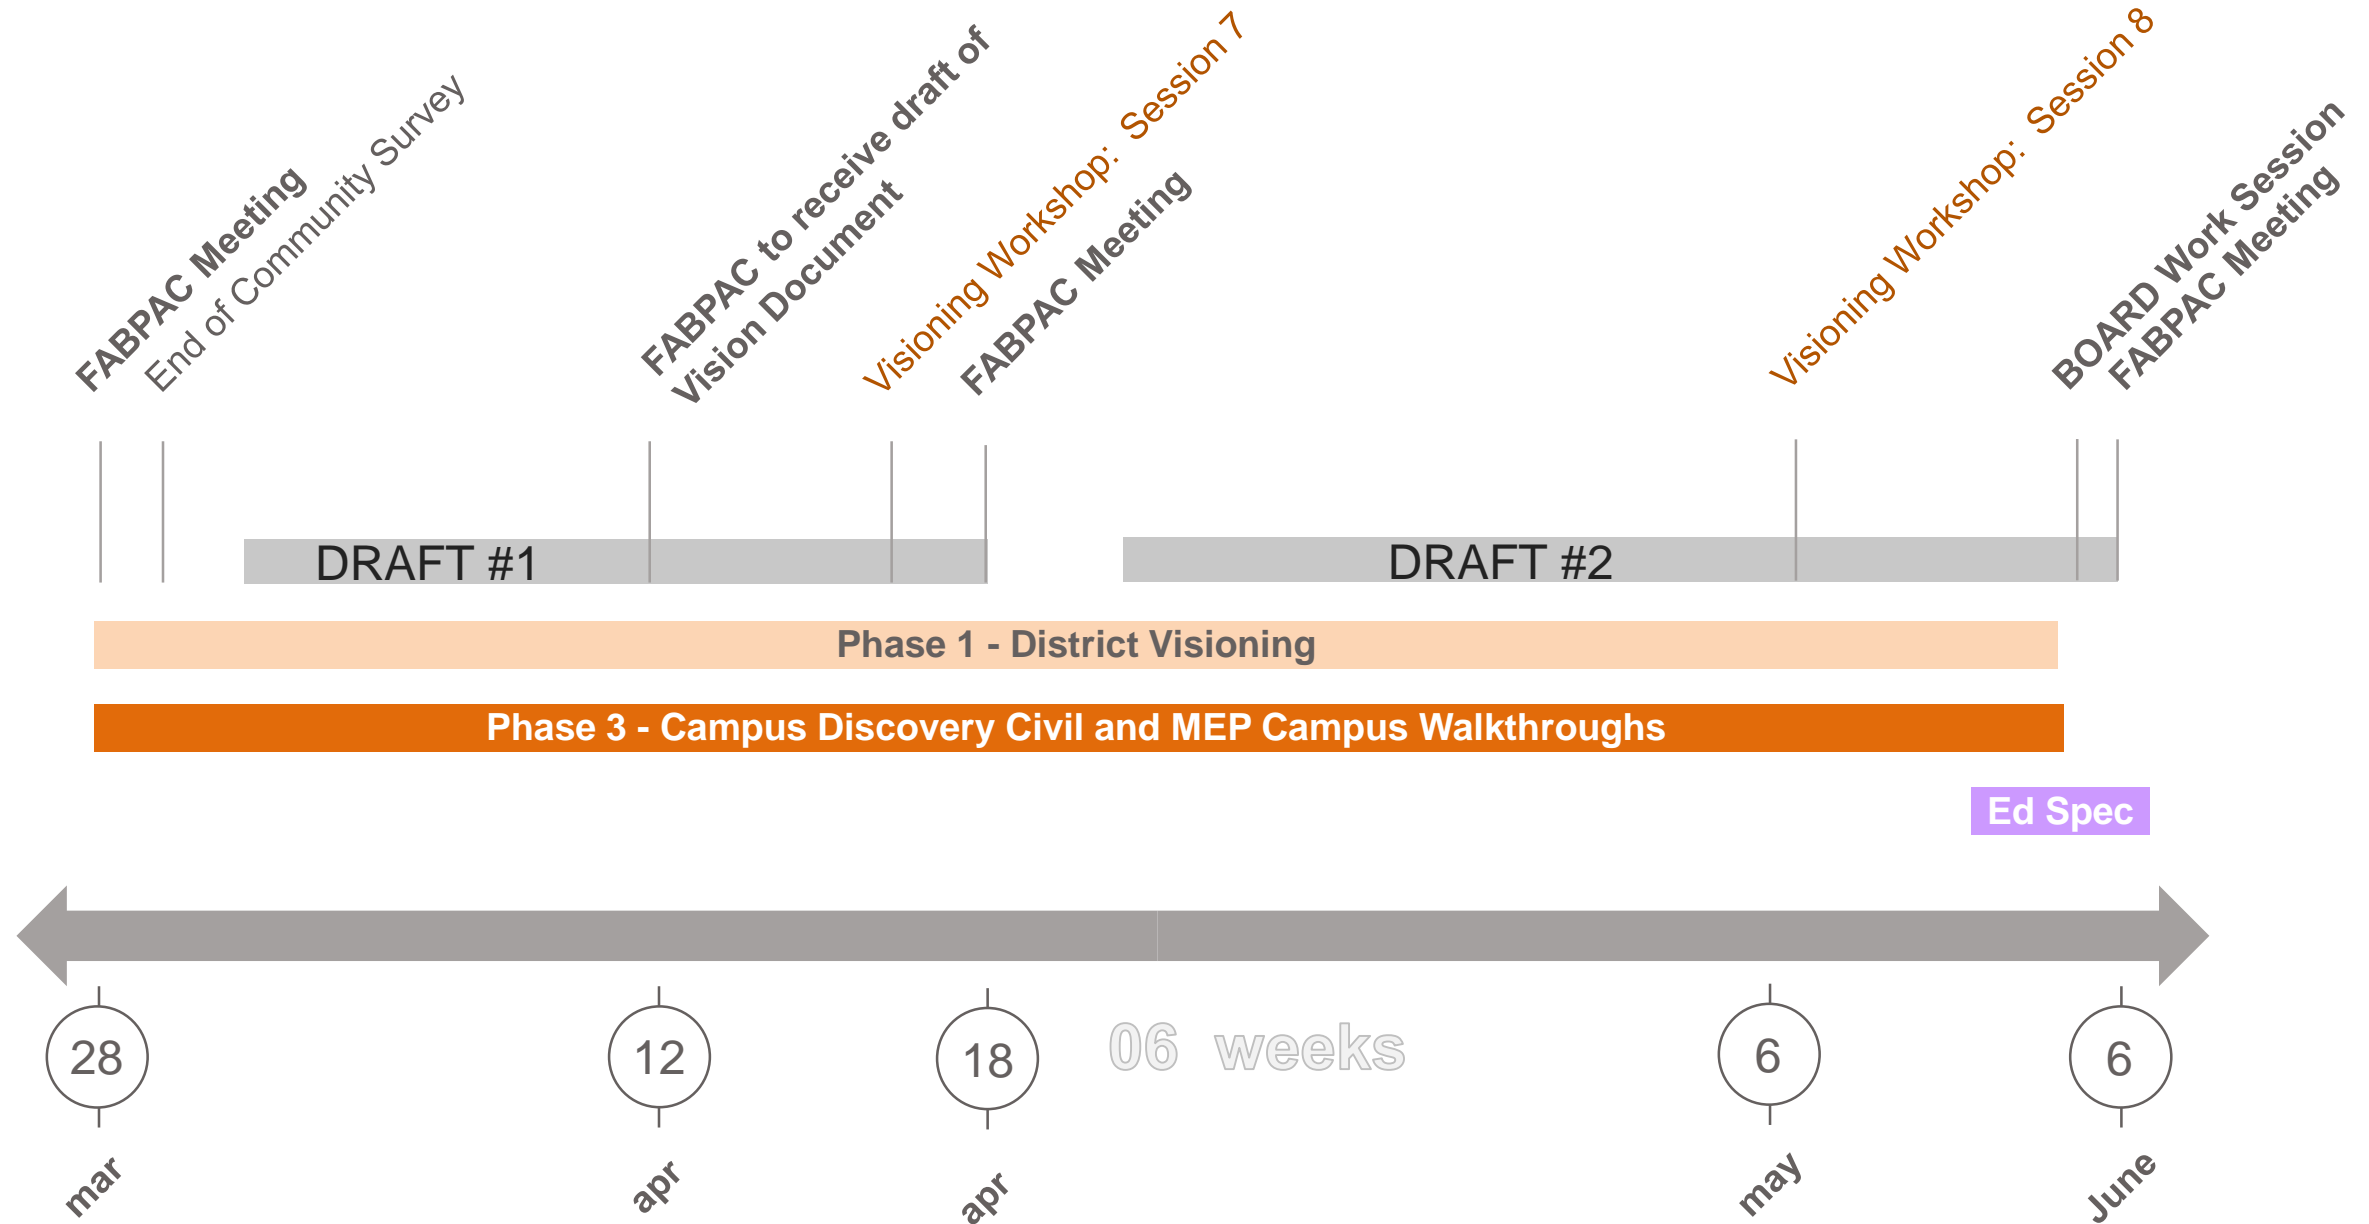 FABPAC Meeting
End of Community Survey
FABPAC to receive draft of
Vision Document
Visioning Workshop: Session 7
FABPAC Meeting
Visioning Workshop: Session 8
BOARD Work Session
FABPAC Meeting
DRAFT #1
DRAFT #2
Phase 1 - District Visioning
Phase 3 - Campus Discovery Civil and MEP Campus Walkthroughs
Ed Spec
28
12
18
06 weeks
6
6
mar
apr
apr
may
June